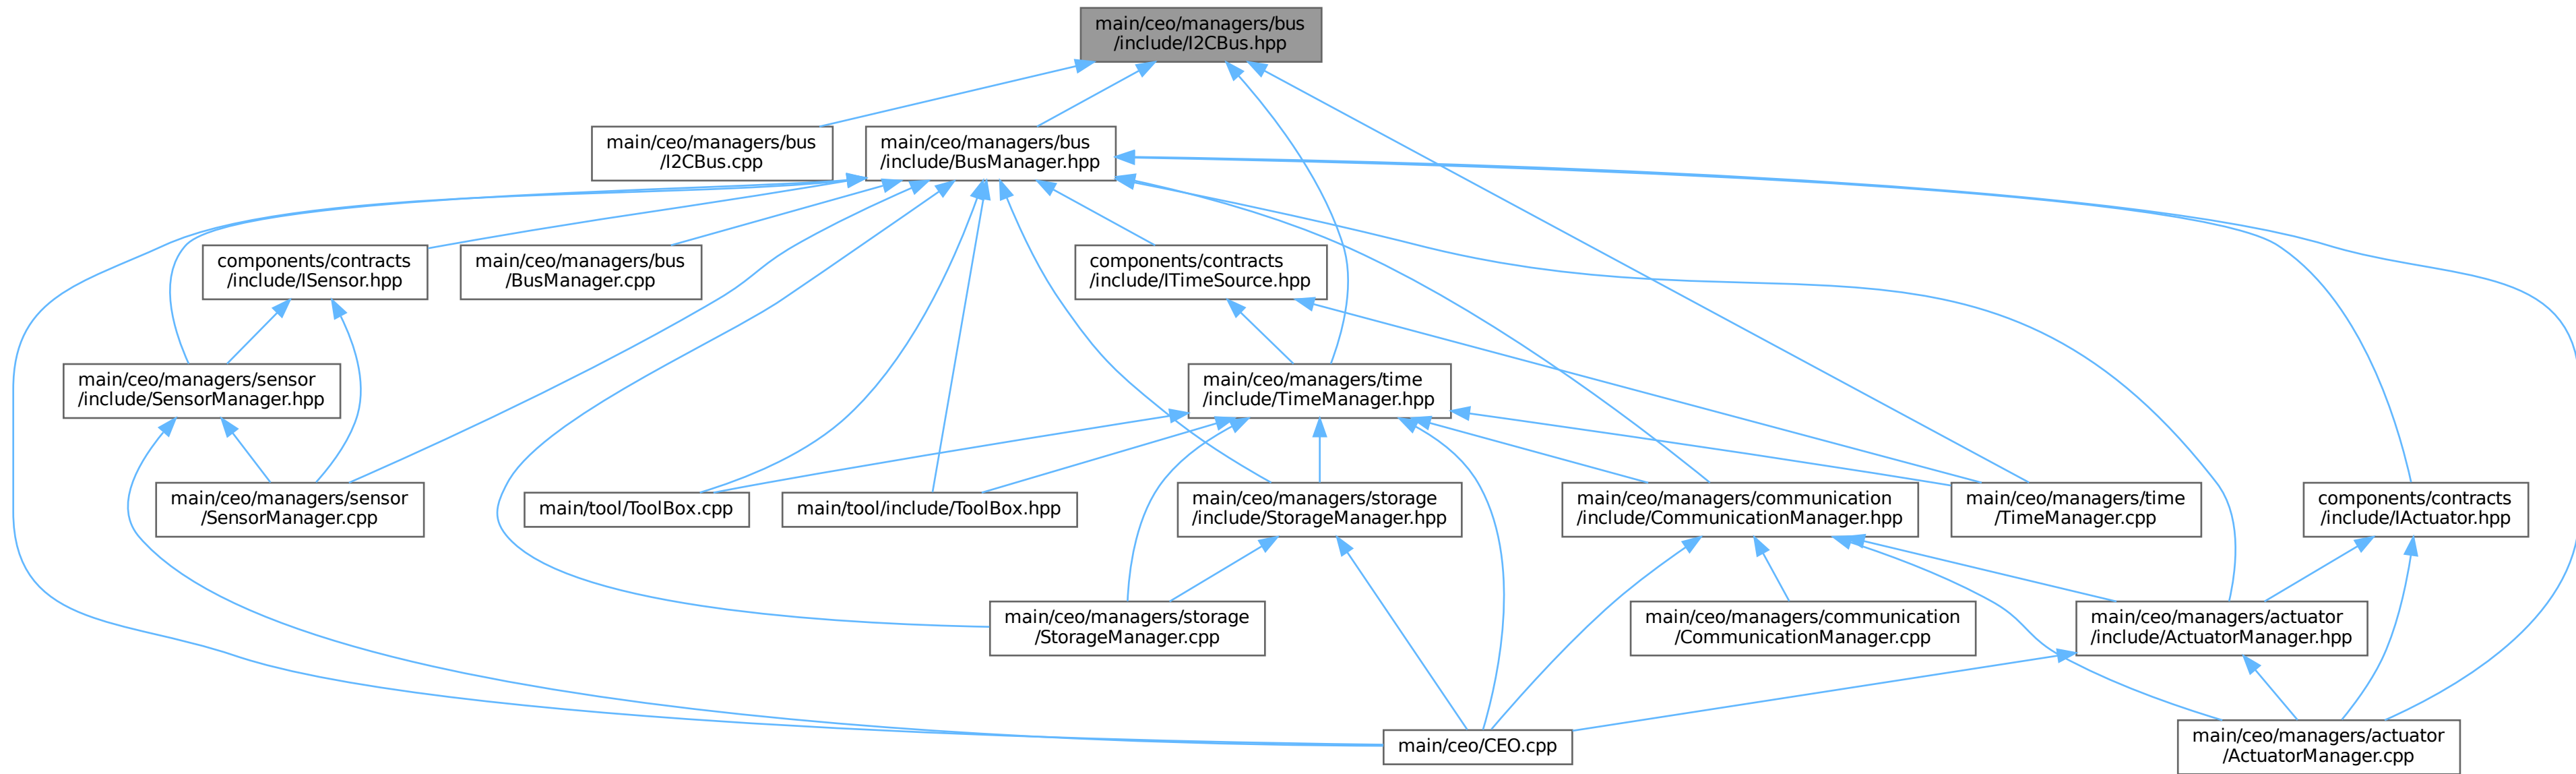 main/ceo/managers/bus
/include/I2CBus.hpp
main/ceo/managers/bus
/I2CBus.cpp
main/ceo/managers/bus
/include/BusManager.hpp
components/contracts
/include/ISensor.hpp
main/ceo/managers/bus
/BusManager.cpp
components/contracts
/include/ITimeSource.hpp
main/ceo/managers/sensor
/include/SensorManager.hpp
main/ceo/managers/time
/include/TimeManager.hpp
main/ceo/managers/sensor
/SensorManager.cpp
main/tool/ToolBox.cpp
main/tool/include/ToolBox.hpp
main/ceo/managers/storage
/include/StorageManager.hpp
main/ceo/managers/communication
/include/CommunicationManager.hpp
main/ceo/managers/time
/TimeManager.cpp
components/contracts
/include/IActuator.hpp
main/ceo/managers/storage
/StorageManager.cpp
main/ceo/managers/communication
/CommunicationManager.cpp
main/ceo/managers/actuator
/include/ActuatorManager.hpp
main/ceo/CEO.cpp
main/ceo/managers/actuator
/ActuatorManager.cpp